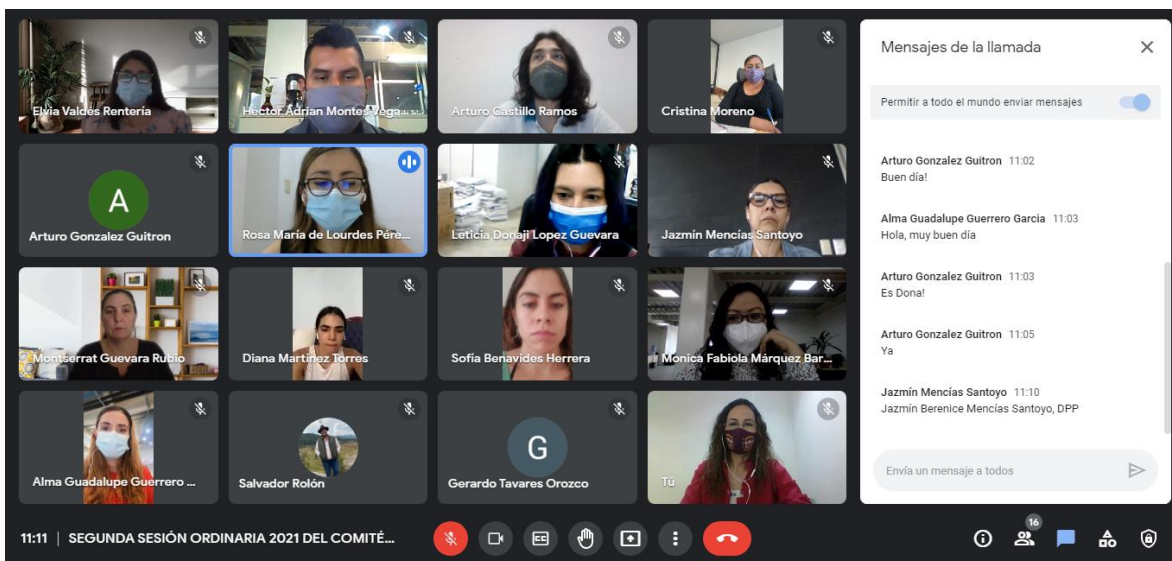 Elvia Valdés Rentería
Héctor Adrian Montes Vega
Arturo Castillo Ramos
Cristina Moreno
A
Arturo Gonzalez Guitron
Rosa María de Lourdes Pére...
Leticia Donaji Lopez Guevara
Jazmín Mencías Santoyo
Montserrat Guevara Rubio
Diana Martínez Torres
Sofía Benavides Herrera
Monica Fabiola Márquez Bar...
Alma Guadalupe Guerrero ...
Salvador Rolón
G
Gerardo Tavares Orozco
Tú
Mensajes de la llamada
Permitir a todo el mundo enviar mensajes
Arturo Gonzalez Guitron 11:02
Buen día!
Alma Guadalupe Guerrero Garcia 11:03
Hola, muy buen día
Arturo Gonzalez Guitron 11:03
Es Dona!
Arturo Gonzalez Guitron 11:05
Ya
Jazmín Mencías Santoyo 11:10
Jazmín Berenice Mencías Santoyo, DPP
Envía un mensaje a todos
11:11 | SEGUNDA SESIÓN ORDINARIA 2021 DEL COMITÉ...
16